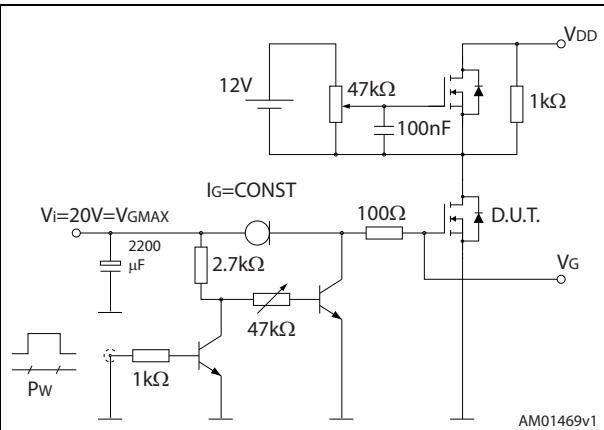 VDD
12V
47kΩ
1kΩ
100nF
IG=CONST
Vi=20V=VGMAX
100Ω
D.U.T.
2200
μF
2.7kΩ
VG
47kΩ
1kΩ
PW
AM01469v1